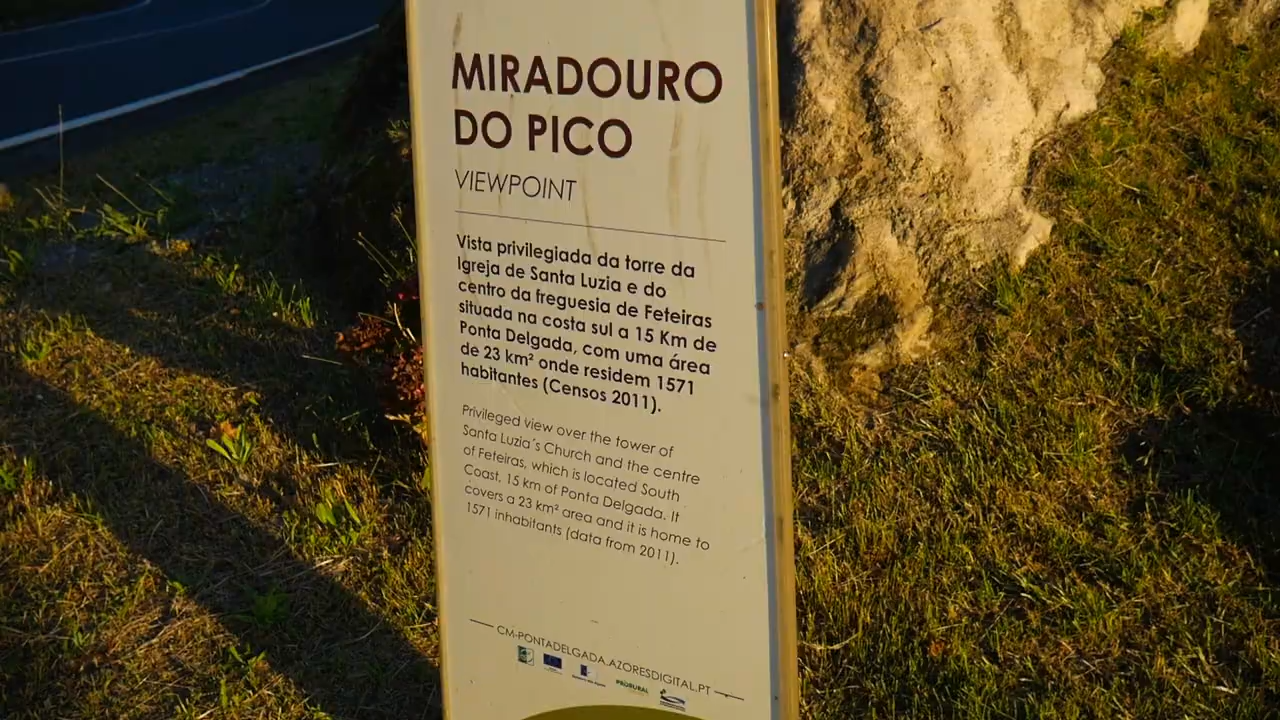 MIRADOURO
DO PICO
VIEWPOINT
Vista privilegiada da torre da
Igreja de Santa Luzia e do
centro da freguesia de Feteiras
situada na costa sul a 15 Km de
Ponta Delgada, com uma área
de 23 km² onde residem 1571
habitantes (Censos 2011).
Privileged view over the tower of
Santa Luzia´s Church and the centre
of Feteiras, which is located South
Coast, 15 km of Ponta Delgada. It
covers a 23 km² area and it is home to
1571 inhabitants (data from 2011).
CM-PONTADELGADA.AZORESDIGITAL.PT
PRORURAL